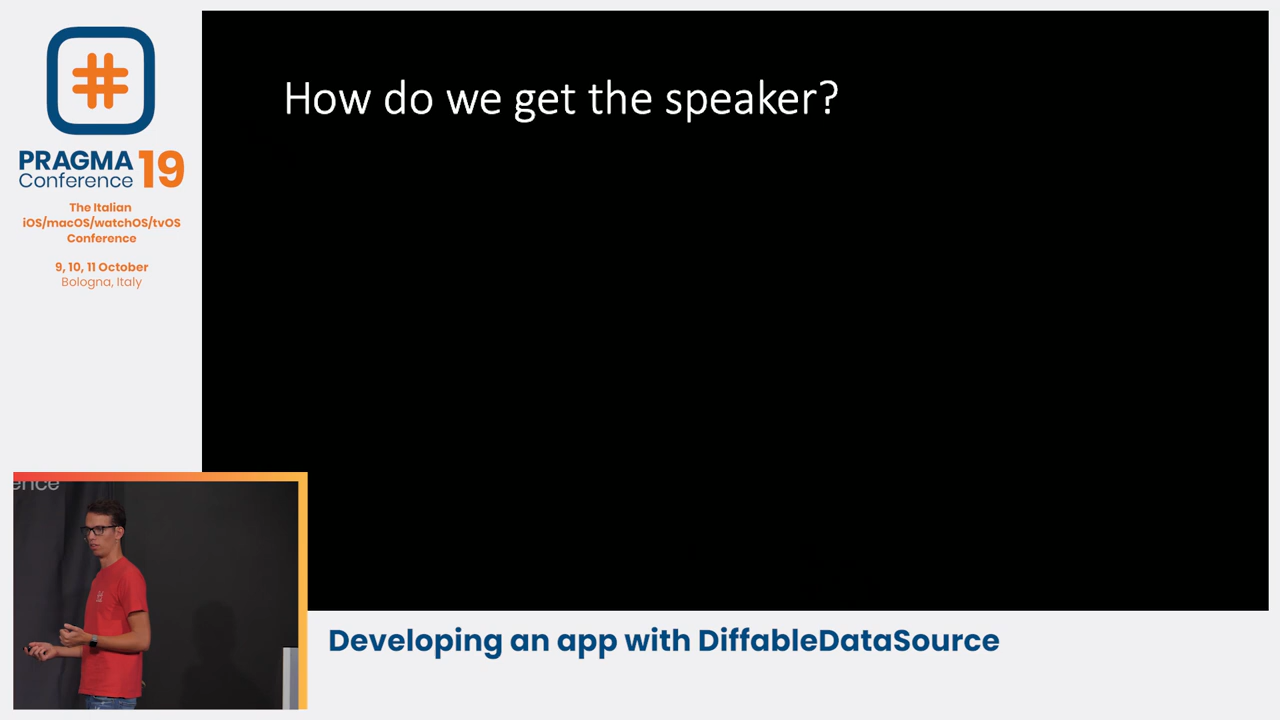 PRAGMA 19
Conference
The Italian
iOS/macOS/watchOS/tvOS
Conference
9, 10, 11 October
Bologna, Italy
How do we get the speaker?
ence
Developing an app with DiffableDataSource